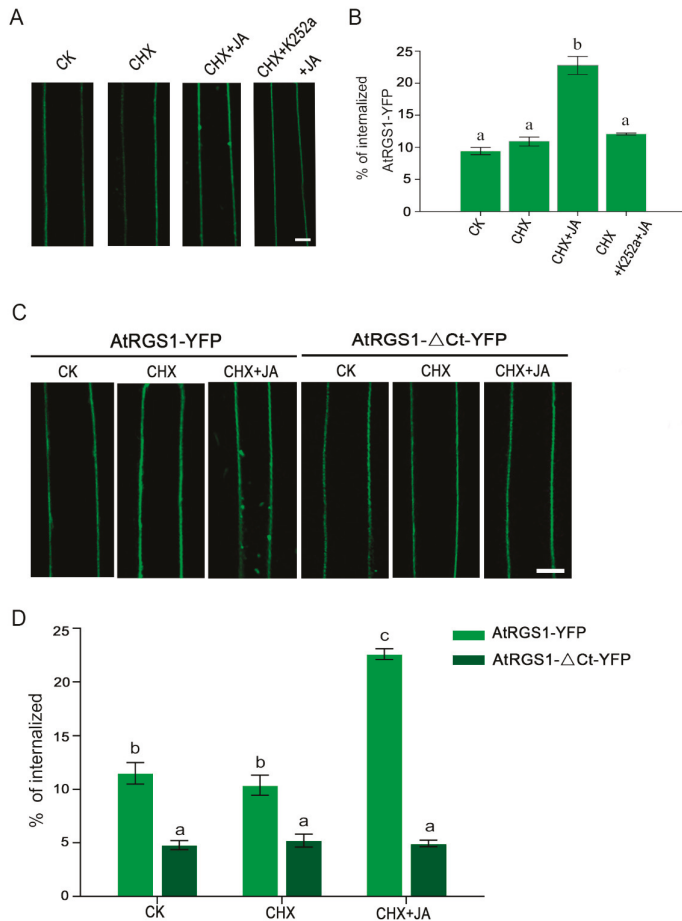 A
CK
CHX
CHX+JA
CHX+K252a
+JA
B
% of internalized
AtRGS1-YFP
25
20
15
10
5
0
a
a
b
a
CK
CHX
CHX+JA
CHX
+K252a+JA
C
AtRGS1-YFP
AtRGS1-△Ct-YFP
CK
CHX
CHX+JA
CK
CHX
CHX+JA
D
% of internalized
25
20
15
10
5
0
b
a
b
a
c
a
CK
CHX
CHX+JA
AtRGS1-YFP
AtRGS1-△Ct-YFP